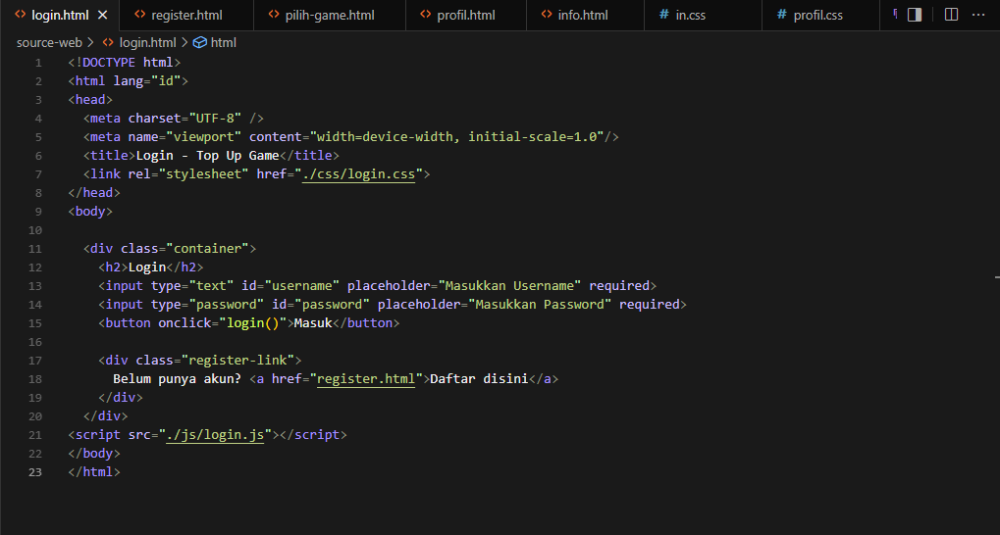 login.html
register.html
pilih-game.html
profil.html
info.html
# in.css
# profil.css
source-web > login.html > html
1 <!DOCTYPE html>
2 <html lang="id">
3 <head>
4 <meta charset="UTF-8" />
5 <meta name="viewport" content="width=device-width, initial-scale=1.0"/>
6 <title>Login - Top Up Game</title>
7 <link rel="stylesheet" href="./css/login.css">
8 </head>
9 <body>
10
11 <div class="container">
12 <h2>Login</h2>
13 <input type="text" id="username" placeholder="Masukkan Username" required>
14 <input type="password" id="password" placeholder="Masukkan Password" required>
15 <button onclick="login()">Masuk</button>
16
17 <div class="register-link">
18 Belum punya akun? <a href="register.html">Daftar disini</a>
19 </div>
20 </div>
21 <script src="./js/login.js"></script>
22 </body>
23 </html>